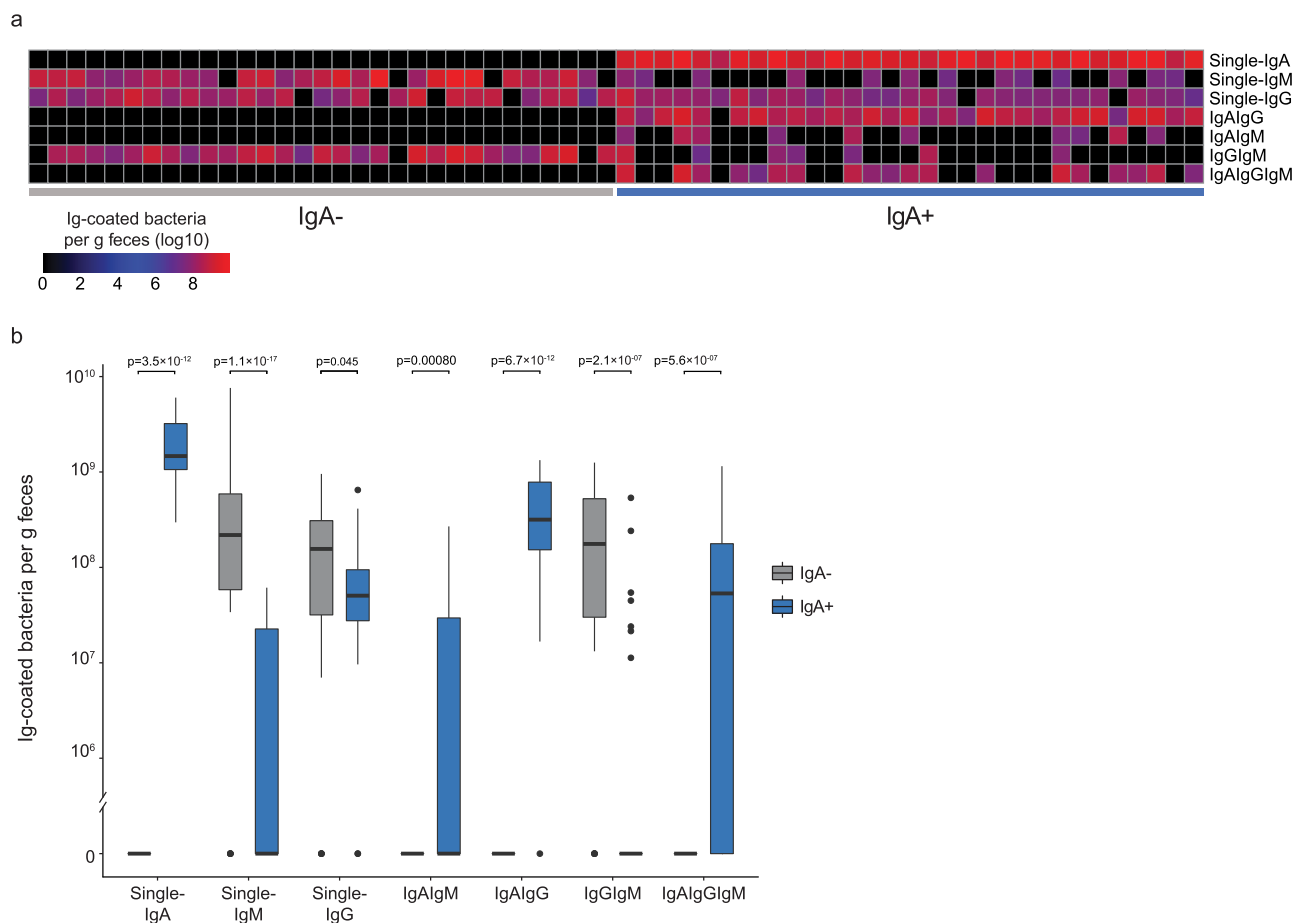 a
Single-IgA
Single-IgM
Single-IgG
IgAIgG
IgAIgM
IgGIgM
IgAIgGIgM
IgA-
IgA+
Ig-coated bacteria
per g feces (log10)
0 2 4 6 8
b
p=3.5×10⁻¹² p=1.1×10⁻¹⁷ p=0.045 p=0.00080 p=6.7×10⁻¹² p=2.1×10⁻⁰⁷ p=5.6×10⁻⁰⁷
Ig-coated bacteria per g feces
10¹⁰
10⁹
10⁸
10⁷
10⁶
0
IgA-
IgA+
Single- Single- Single- IgAIgM IgAIgG IgGIgM IgAIgGIgM
IgA IgM IgG